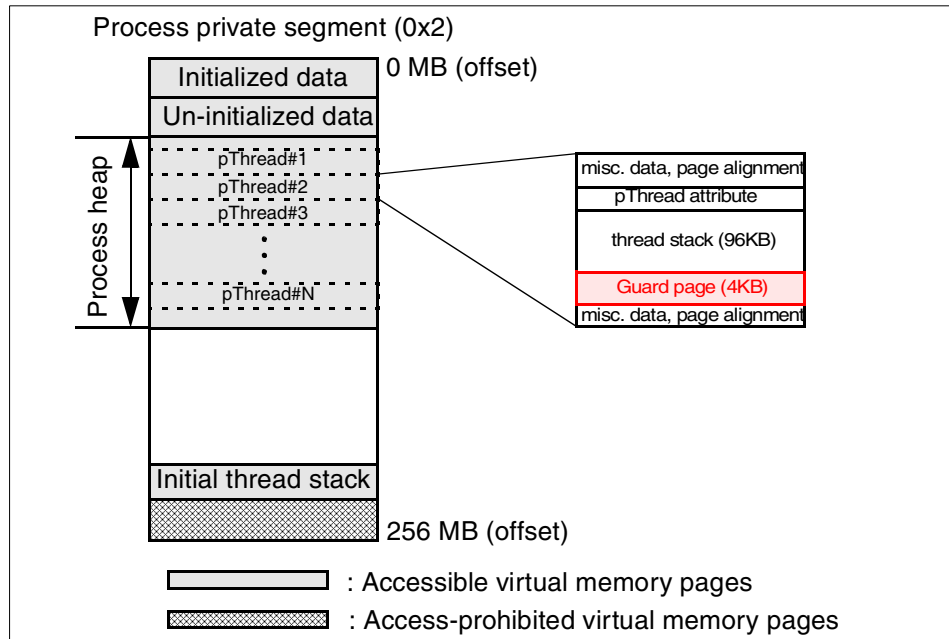 Process private segment (0x2)
0 MB (offset)
Initialized data
Un-initialized data
Process heap
pThread#1
pThread#2
pThread#3
pThread#N
misc. data, page alignment
pThread attribute
thread stack (96KB)
Guard page (4KB)
misc. data, page alignment
Initial thread stack
256 MB (offset)
: Accessible virtual memory pages
: Access-prohibited virtual memory pages